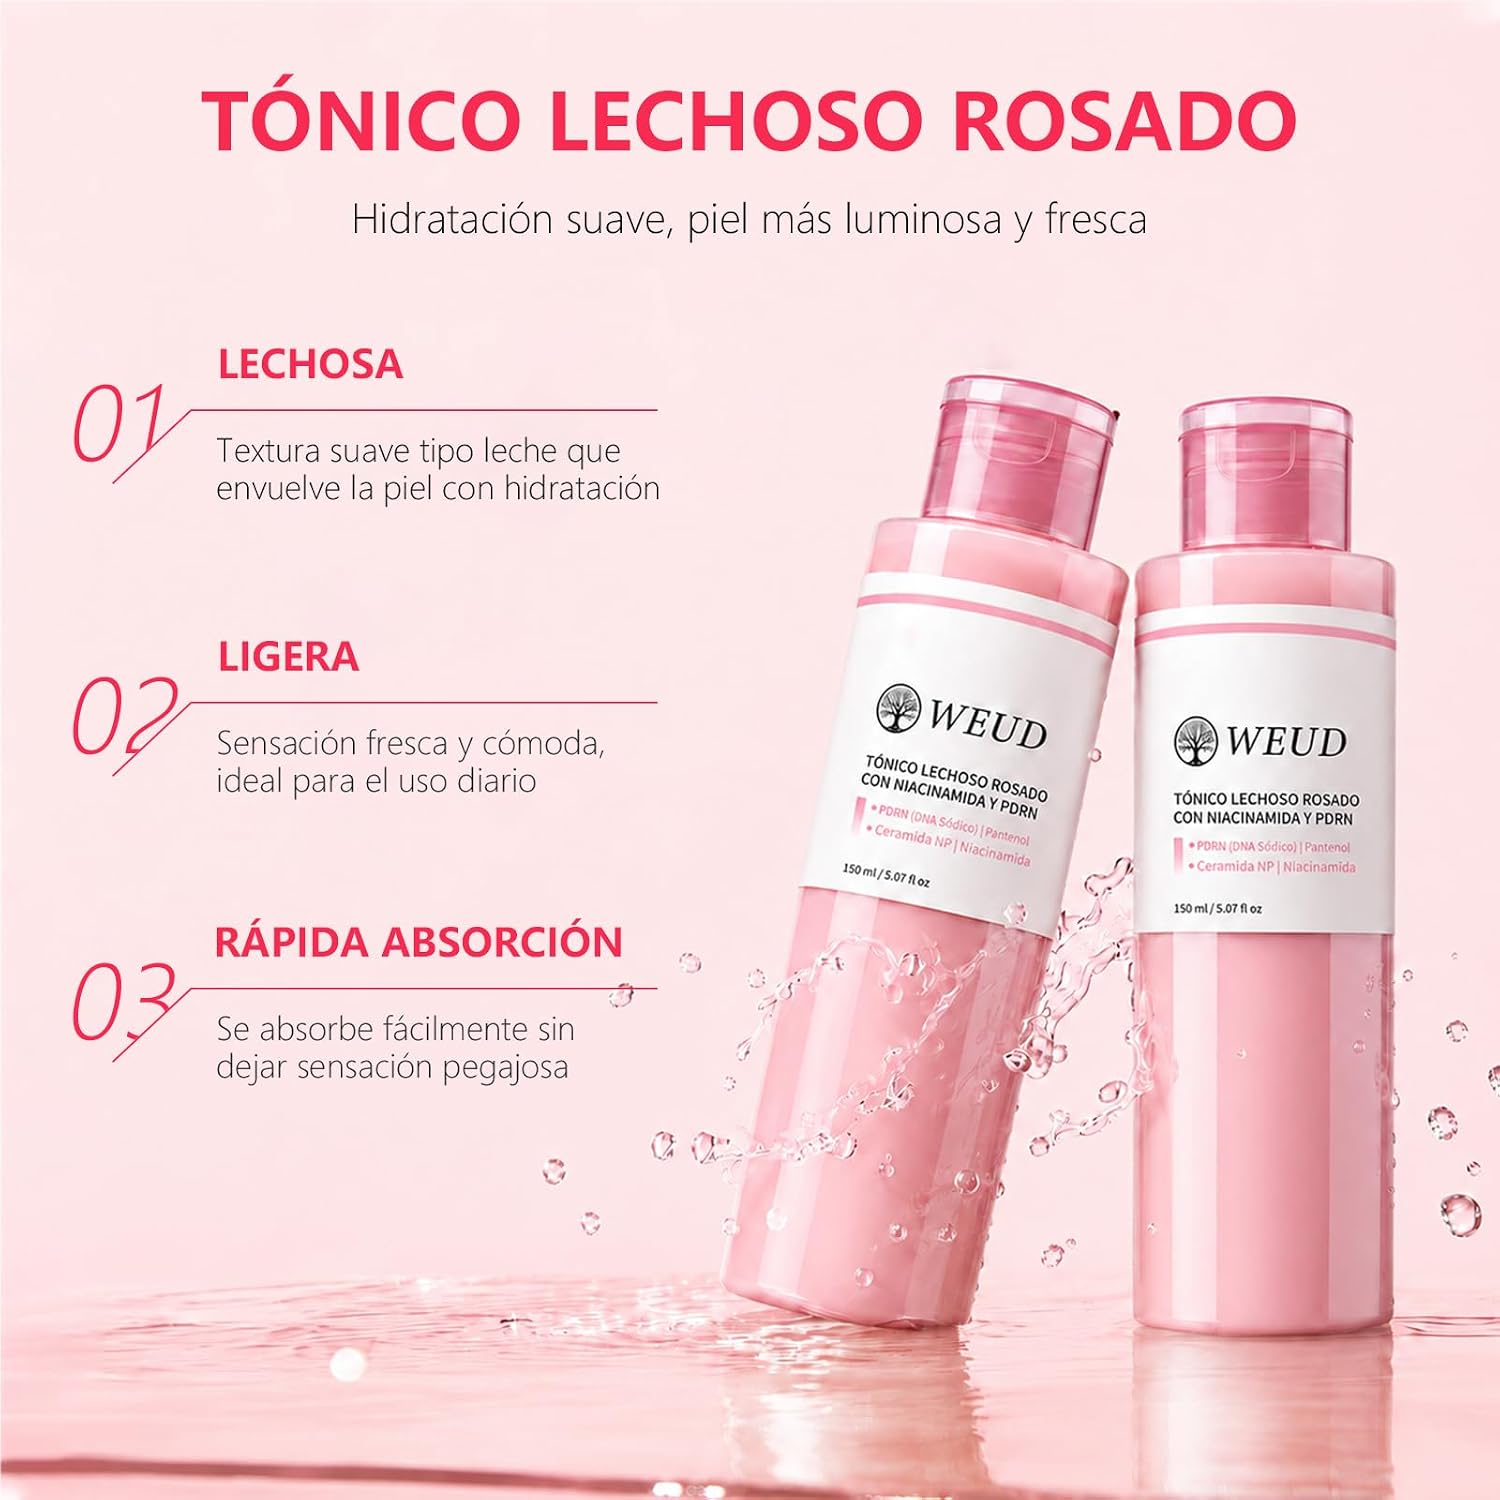 TÓNICO LECHOSO ROSADO
Hidratación suave, piel más luminosa y fresca
01
LECHOSA
Textura suave tipo leche que
envuelve la piel con hidratación
02
LIGERA
Sensación fresca y cómoda,
ideal para el uso diario
03
RÁPIDA ABSORCIÓN
Se absorbe fácilmente sin
dejar sensación pegajosa
WEUD
TÓNICO LECHOSO ROSADO
CON NIACINAMIDA Y PDRN
• PDRN (DNA Sódico) | Pantenol
• Ceramida NP | Niacinamida
150 ml / 5.07 fl oz
WEUD
TÓNICO LECHOSO ROSADO
CON NIACINAMIDA Y PDRN
• PDRN (DNA Sódico) | Pantenol
• Ceramida NP | Niacinamida
150 ml / 5.07 fl oz